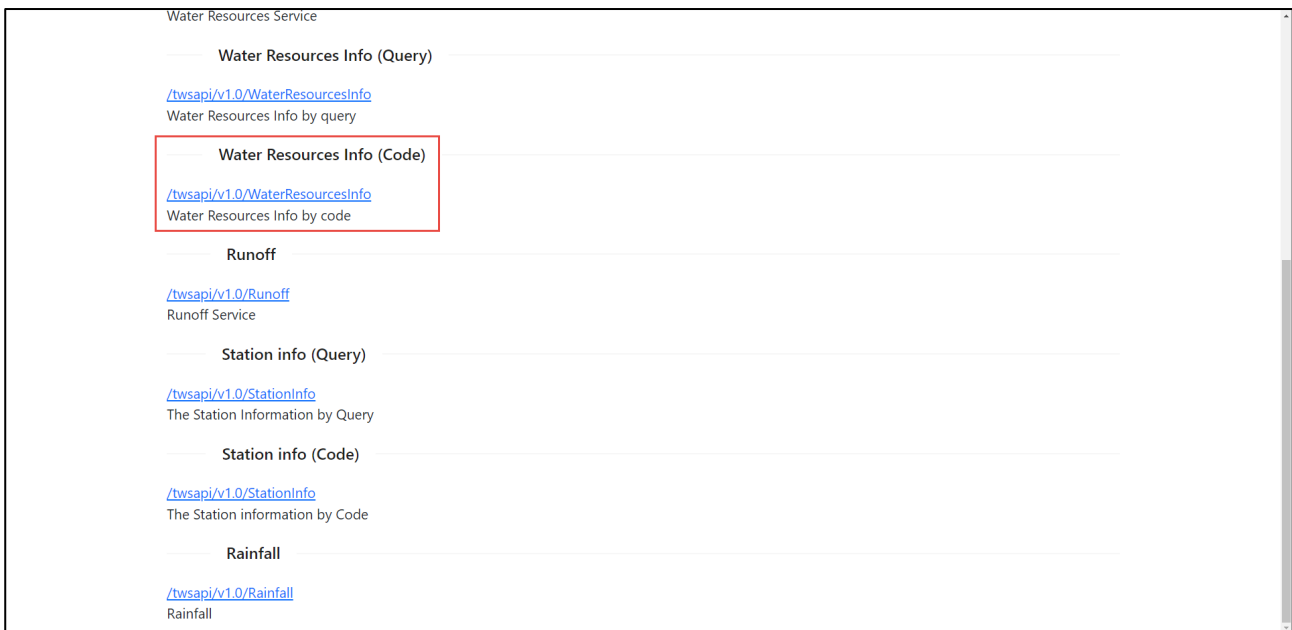 Water Resources Service
Water Resources Info (Query)
/twsapi/v1.0/WaterResourcesInfo
Water Resources Info by query
Water Resources Info (Code)
/twsapi/v1.0/WaterResourcesInfo
Water Resources Info by code
Runoff
/twsapi/v1.0/Runoff
Runoff Service
Station info (Query)
/twsapi/v1.0/StationInfo
The Station Information by Query
Station info (Code)
/twsapi/v1.0/StationInfo
The Station information by Code
Rainfall
/twsapi/v1.0/Rainfall
Rainfall